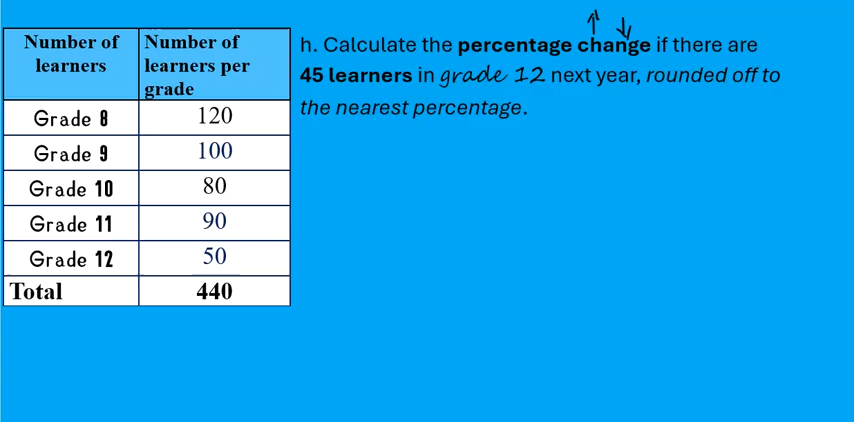 Number of learners | Number of learners per grade
Grade 8 | 120
Grade 9 | 100
Grade 10 | 80
Grade 11 | 90
Grade 12 | 50
Total | 440
h. Calculate the percentage change if there are
45 learners in grade 12 next year, rounded off to
the nearest percentage.